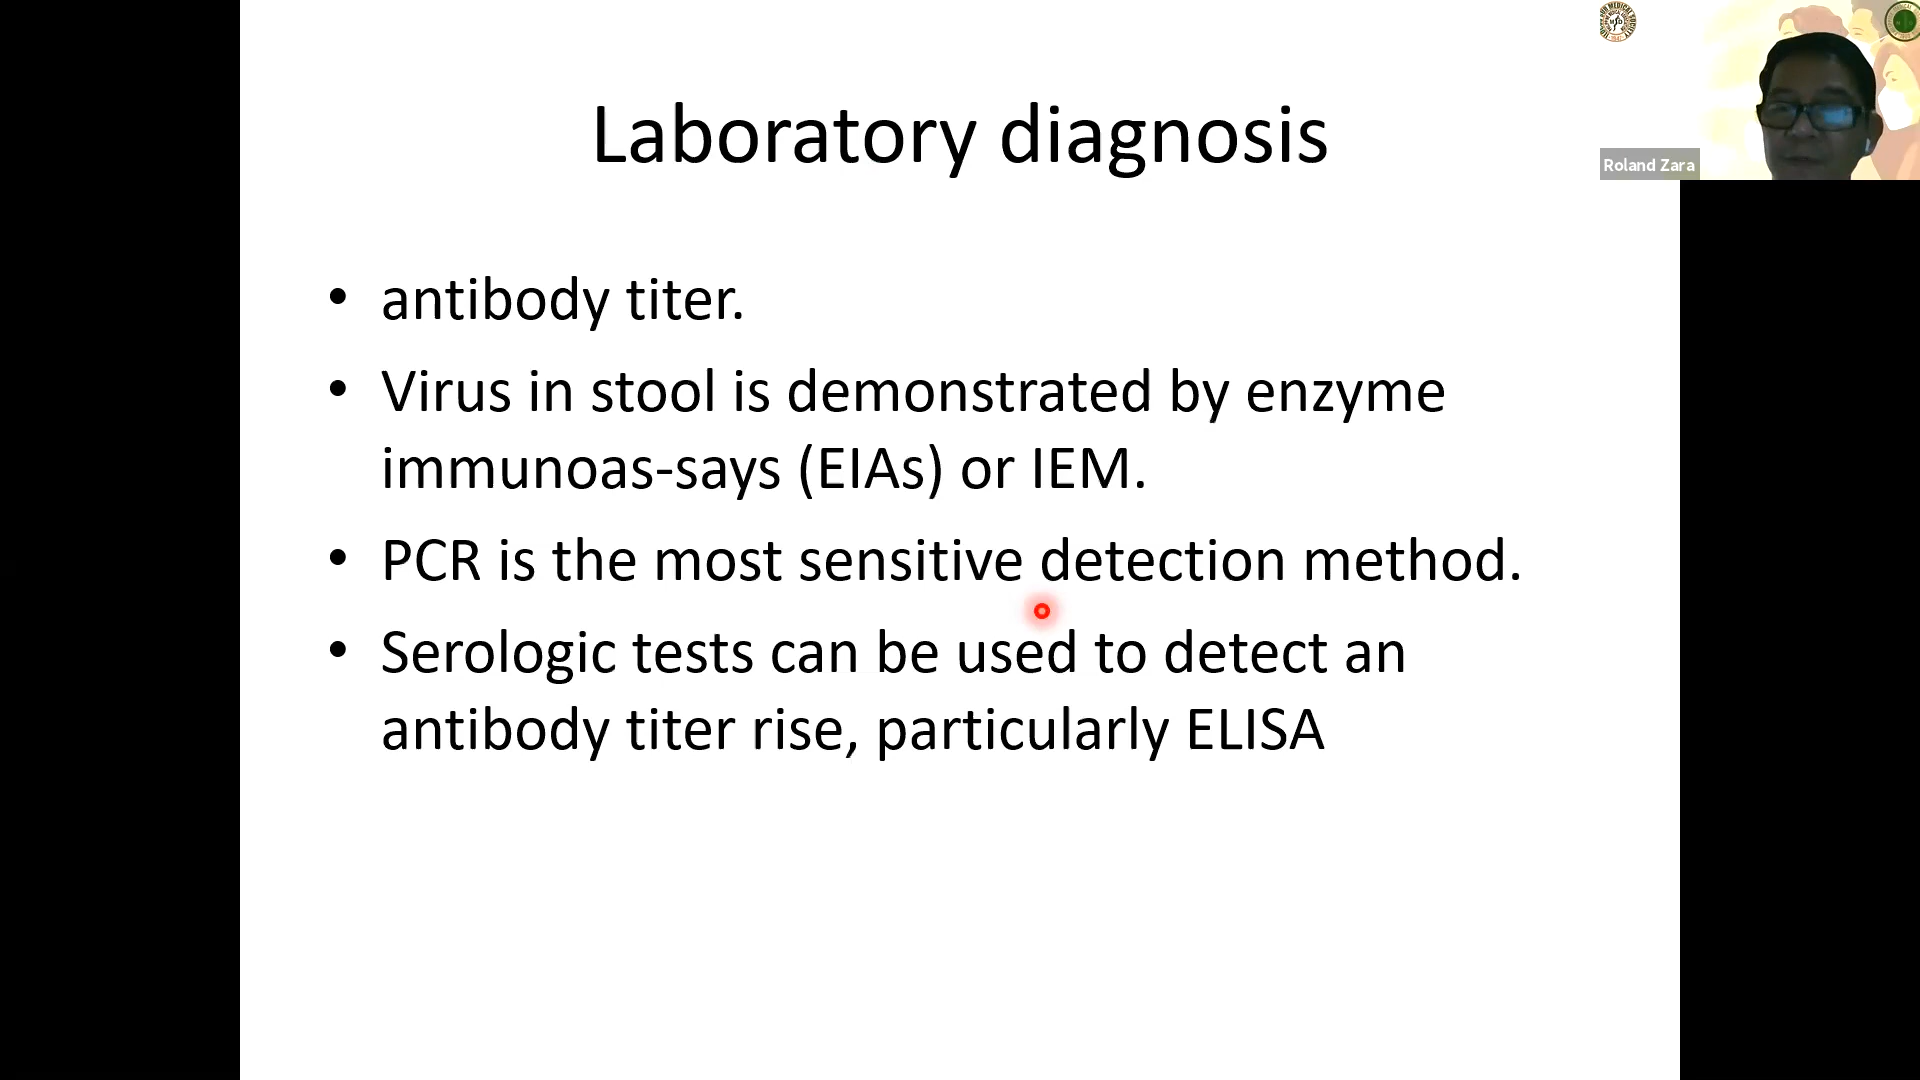 Laboratory diagnosis
• antibody titer.
• Virus in stool is demonstrated by enzyme
immunoas-says (EIAs) or IEM.
• PCR is the most sensitive detection method.
• Serologic tests can be used to detect an
antibody titer rise, particularly ELISA
Roland Zara